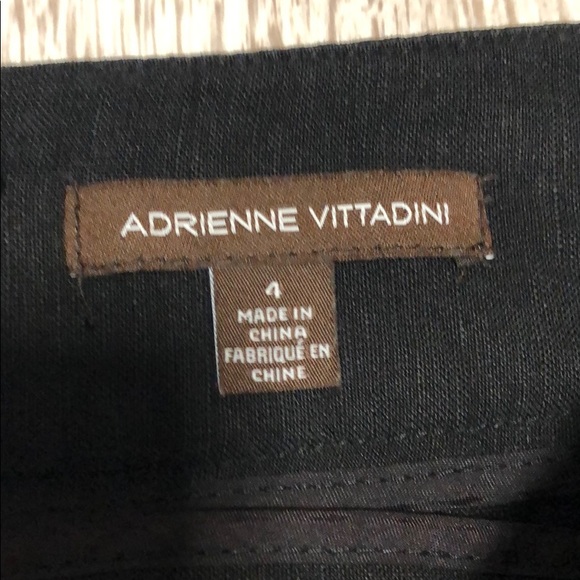 ADRIENNE VITTADINI
4
MADE IN
CHINA
FABRIQUÉ EN
CHINE